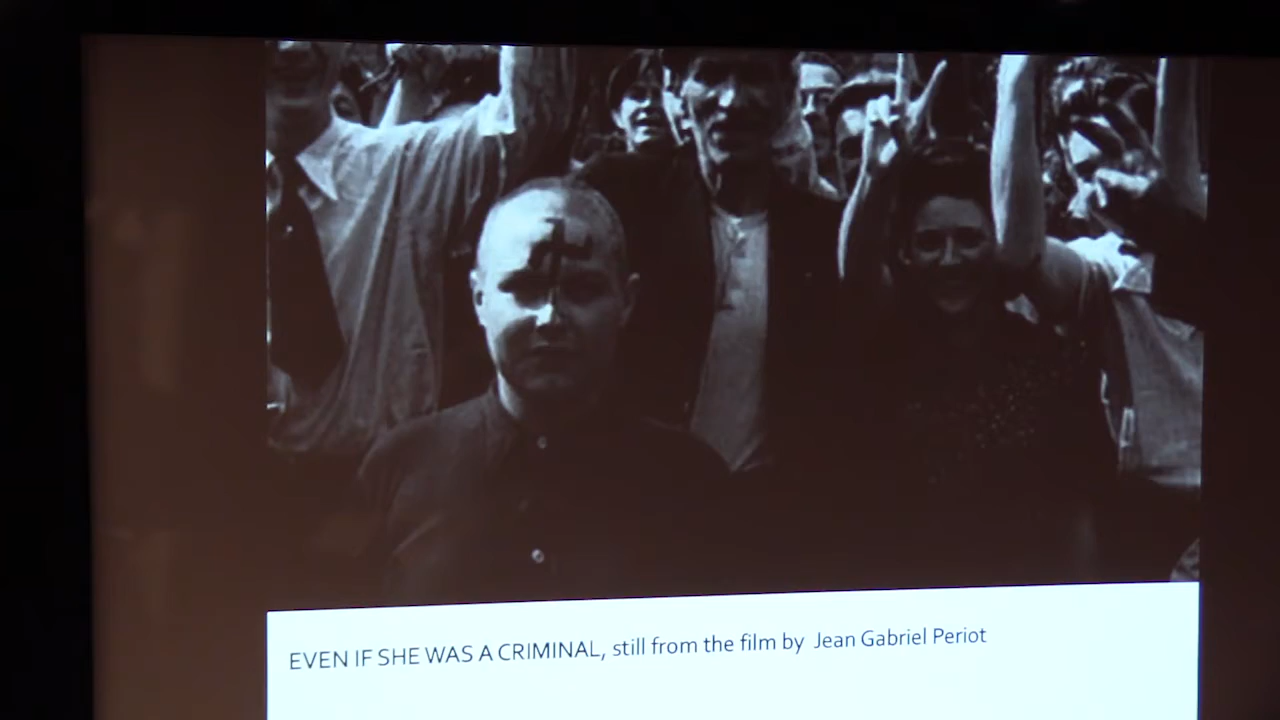 EVEN IF SHE WAS A CRIMINAL, still from the film by Jean Gabriel Periot